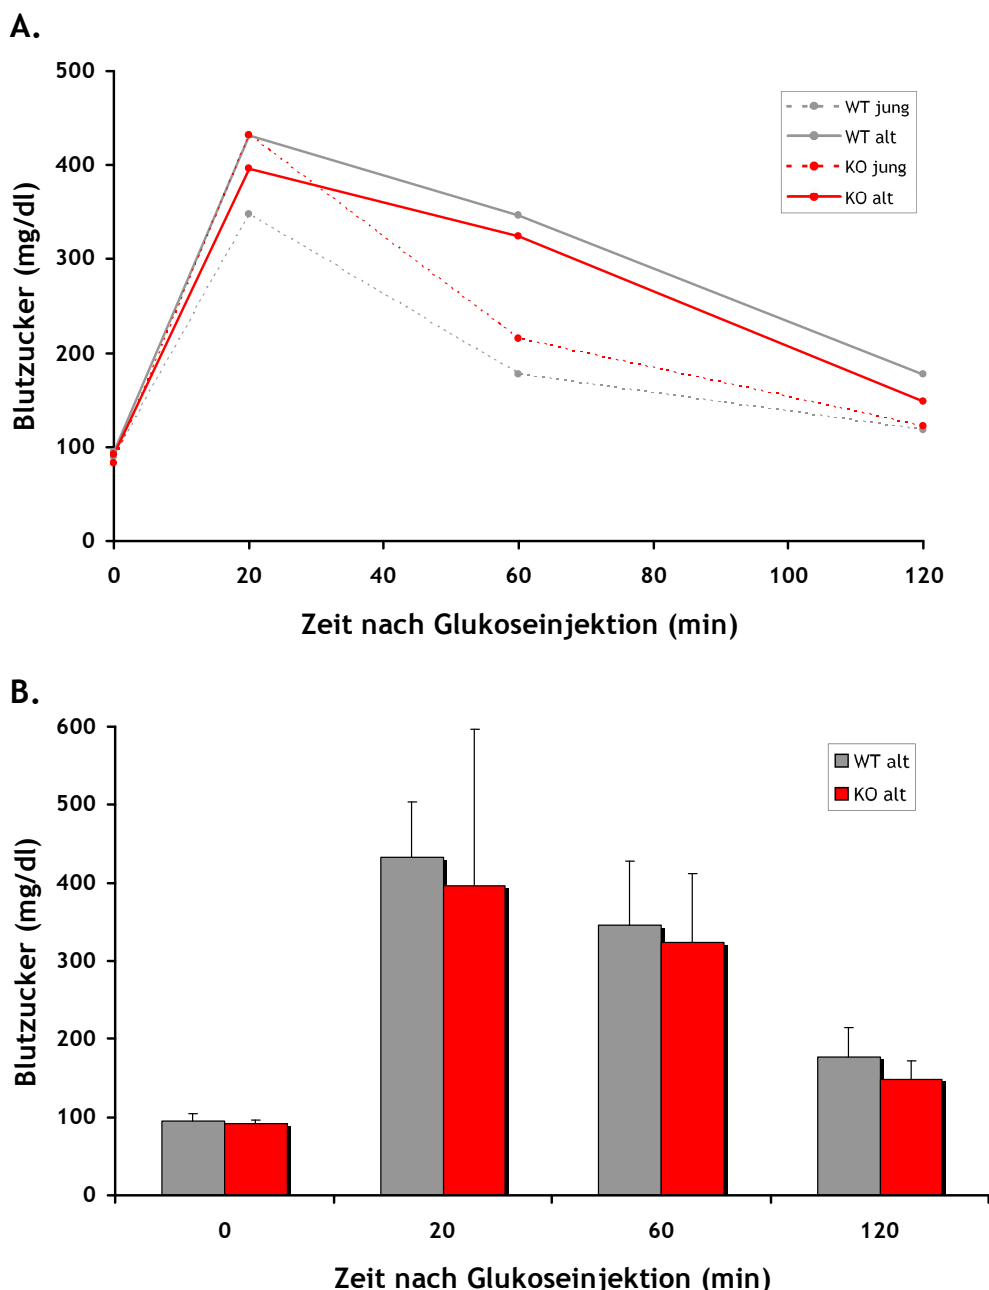 A.
500
400
300
200
100
0
Blutzucker (mg/dl)
WT jung
WT alt
KO jung
KO alt
0 20 40 60 80 100 120
Zeit nach Glukoseinjektion (min)
B.
600
500
400
300
200
100
0
Blutzucker (mg/dl)
WT alt
KO alt
0 20 60 120
Zeit nach Glukoseinjektion (min)